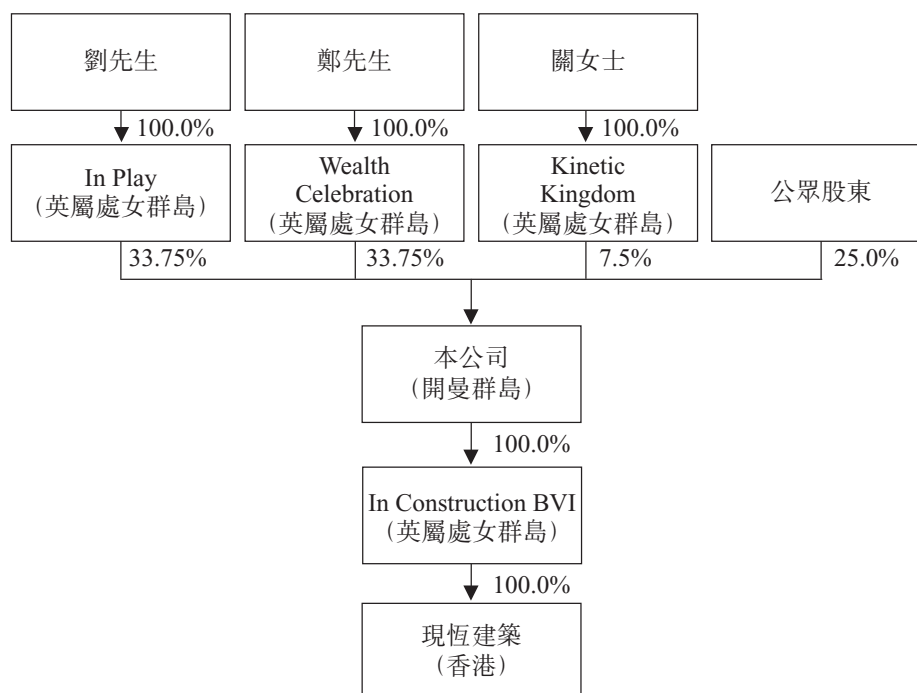 劉先生
鄭先生
關女士
100.0%
100.0%
100.0%
In Play
(英屬處女群島)
Wealth
Celebration
(英屬處女群島)
Kinetic
Kingdom
(英屬處女群島)
公眾股東
33.75%
33.75%
7.5%
25.0%
本公司
(開曼群島)
100.0%
In Construction BVI
(英屬處女群島)
100.0%
現恆建築
(香港)